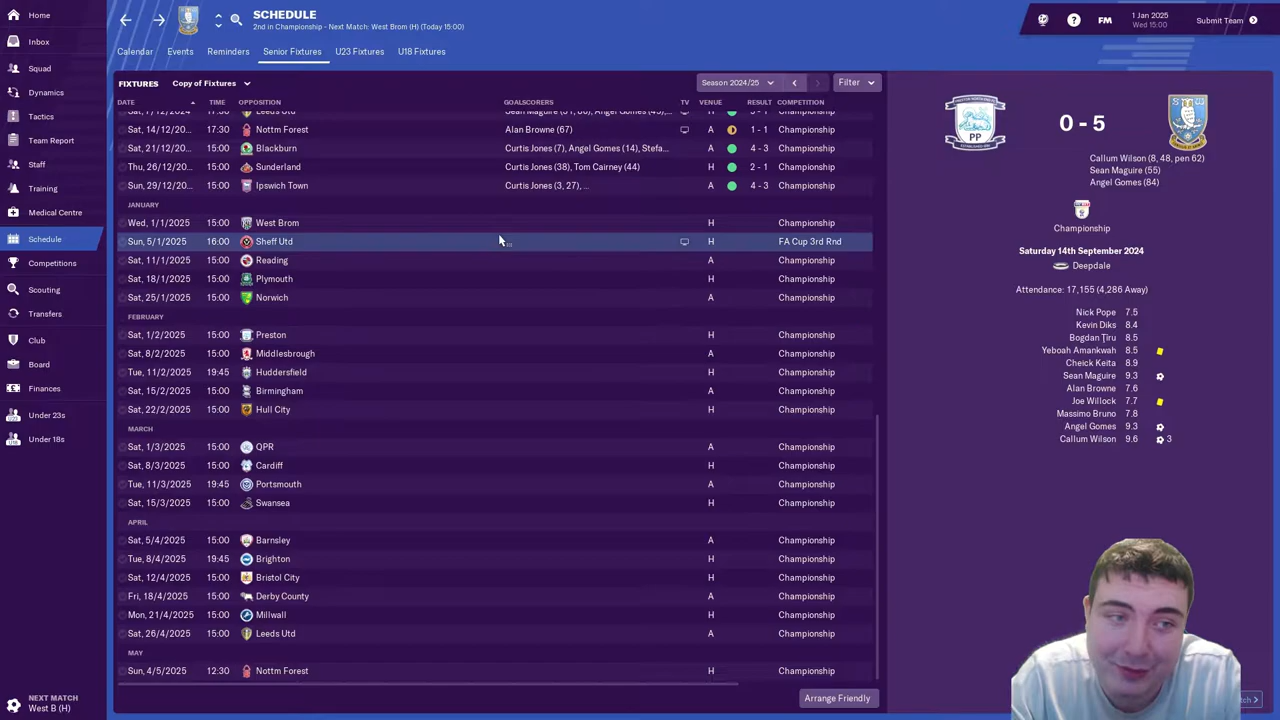 Home
Inbox
Squad
Dynamics
Tactics
Team Report
Staff
Training
Medical Centre
Schedule
Competitions
Scouting
Transfers
Club
Board
Finances
Under 23s
Under 18s
NEXT MATCH
West B (H)
SCHEDULE
2nd in Championship - Next Match: West Brom (H) (Today 15:00)
FM
1 Jan 2025
Wed 15:00
Submit Team
Calendar Events Reminders Senior Fixtures U23 Fixtures U18 Fixtures
FIXTURES Copy of Fixtures Season 2024/25 Filter
DATE TIME OPPOSITION GOALSCORERS TV VENUE RESULT COMPETITION
Sat, 14/12/20... 17:30 Nottm Forest Alan Browne (67) A 1 - 1 Championship
Sat, 21/12/20... 15:00 Blackburn Curtis Jones (7), Angel Gomes (14), Stefa... A 4 - 3 Championship
Thu, 26/12/20... 15:00 Sunderland Curtis Jones (38), Tom Cairney (44) H 2 - 1 Championship
Sun, 29/12/20... 15:00 Ipswich Town Curtis Jones (3, 27), ... A 4 - 3 Championship
JANUARY
Wed, 1/1/2025 15:00 West Brom H Championship
Sun, 5/1/2025 16:00 Sheff Utd H FA Cup 3rd Rnd
Sat, 11/1/2025 15:00 Reading A Championship
Sat, 18/1/2025 15:00 Plymouth H Championship
Sat, 25/1/2025 15:00 Norwich A Championship
FEBRUARY
Sat, 1/2/2025 15:00 Preston H Championship
Sat, 8/2/2025 15:00 Middlesbrough A Championship
Tue, 11/2/2025 19:45 Huddersfield H Championship
Sat, 15/2/2025 15:00 Birmingham A Championship
Sat, 22/2/2025 15:00 Hull City H Championship
MARCH
Sat, 1/3/2025 15:00 QPR A Championship
Sat, 8/3/2025 15:00 Cardiff H Championship
Tue, 11/3/2025 19:45 Portsmouth A Championship
Sat, 15/3/2025 15:00 Swansea H Championship
APRIL
Sat, 5/4/2025 15:00 Barnsley A Championship
Tue, 8/4/2025 19:45 Brighton H Championship
Sat, 12/4/2025 15:00 Bristol City H Championship
Fri, 18/4/2025 15:00 Derby County A Championship
Mon, 21/4/2025 15:00 Millwall H Championship
Sat, 26/4/2025 15:00 Leeds Utd A Championship
MAY
Sun, 4/5/2025 12:30 Nottm Forest H Championship
Arrange Friendly
PP
0 - 5
Callum Wilson (8, 48, pen 62)
Sean Maguire (55)
Angel Gomes (84)
Championship
Saturday 14th September 2024
Deepdale
Attendance: 17,155 (4,286 Away)
Nick Pope 7.5
Kevin Diks 8.4
Bogdan Țiru 8.5
Yeboah Amankwah 8.5
Cheick Keita 8.9
Sean Maguire 9.3
Alan Browne 7.6
Joe Willock 7.7
Massimo Bruno 7.8
Angel Gomes 9.3
Callum Wilson 9.6 3